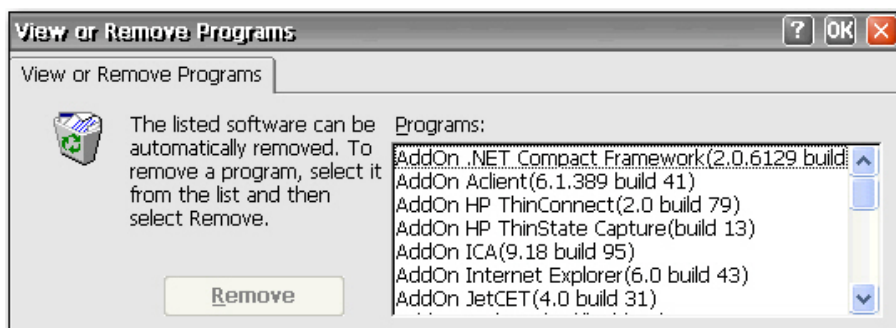 View or Remove Programs
? OK X
View or Remove Programs
The listed software can be
automatically removed. To
remove a program, select it
from the list and then
select Remove.
Remove
Programs:
AddOn .NET Compact Framework(2.0.6129 build
AddOn Aclient(6.1.389 build 41)
AddOn HP ThinConnect(2.0 build 79)
AddOn HP ThinState Capture(build 13)
AddOn ICA(9.18 build 95)
AddOn Internet Explorer(6.0 build 43)
AddOn JetCET(4.0 build 31)